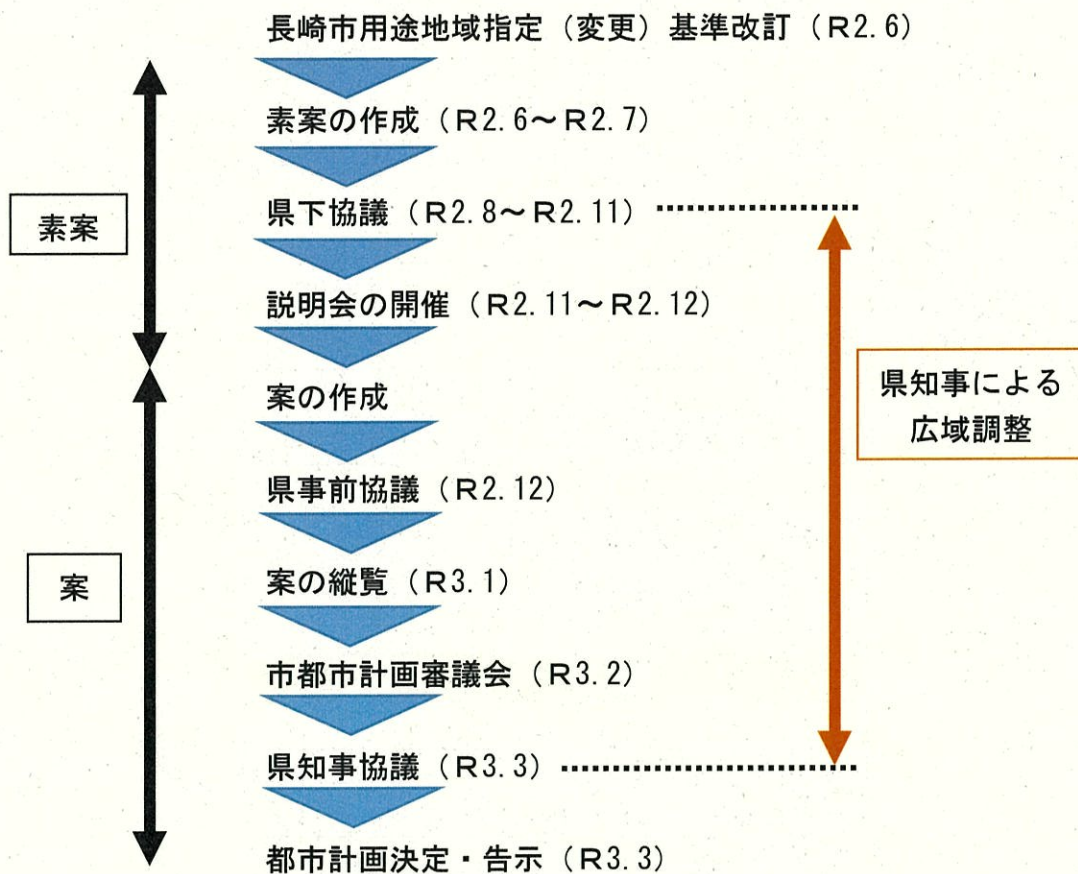 長崎市用途地域指定（変更）基準改訂（R2.6）
素案の作成（R2.6～R2.7）
県下協議（R2.8～R2.11）
素案
説明会の開催（R2.11～R2.12）
案の作成
県知事による
広域調整
県事前協議（R2.12）
案の縦覧（R3.1）
案
市都市計画審議会（R3.2）
県知事協議（R3.3）
都市計画決定・告示（R3.3）